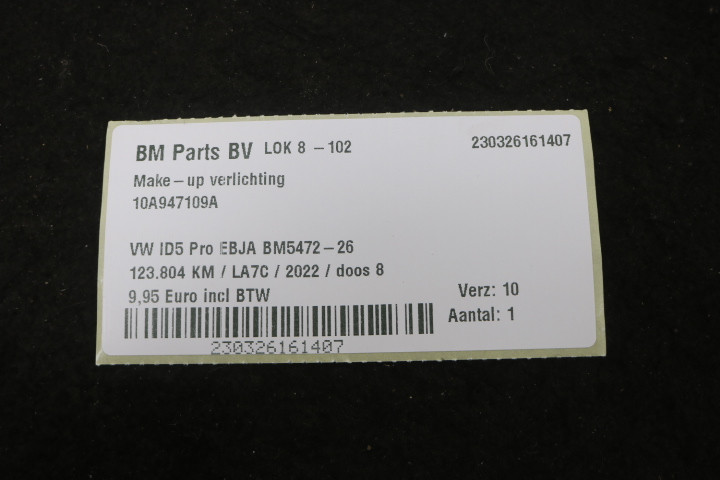 BM Parts BV LOK 8 - 102 230326161407
Make-up verlichting
10A947109A
VW ID5 Pro EBJA BM5472-26
123.804 KM / LA7C / 2022 / doos 8
9,95 Euro incl BTW Verz: 10
Aantal: 1
230326161407